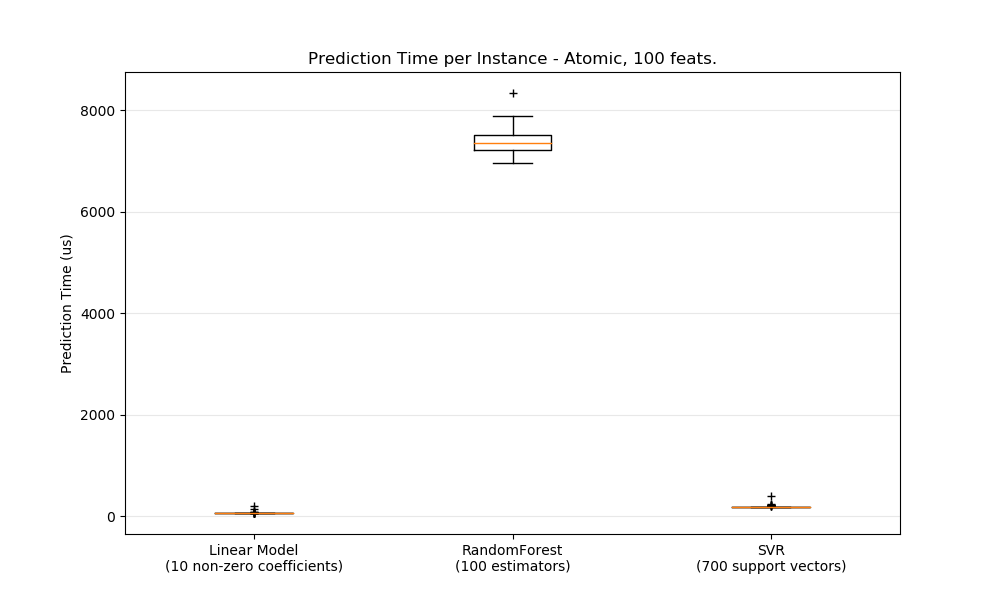 Prediction Time per Instance - Atomic, 100 feats.
Prediction Time (us)
8000
6000
4000
2000
0
Linear Model
(10 non-zero coefficients)
RandomForest
(100 estimators)
SVR
(700 support vectors)